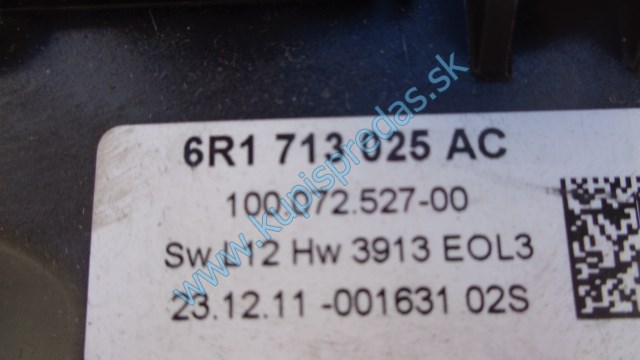 6R1 713 025 AC
100.072.527-00
Sw L12 Hw 3913 EOL3
23.12.11 -001631 02S
www.kupispredas.sk